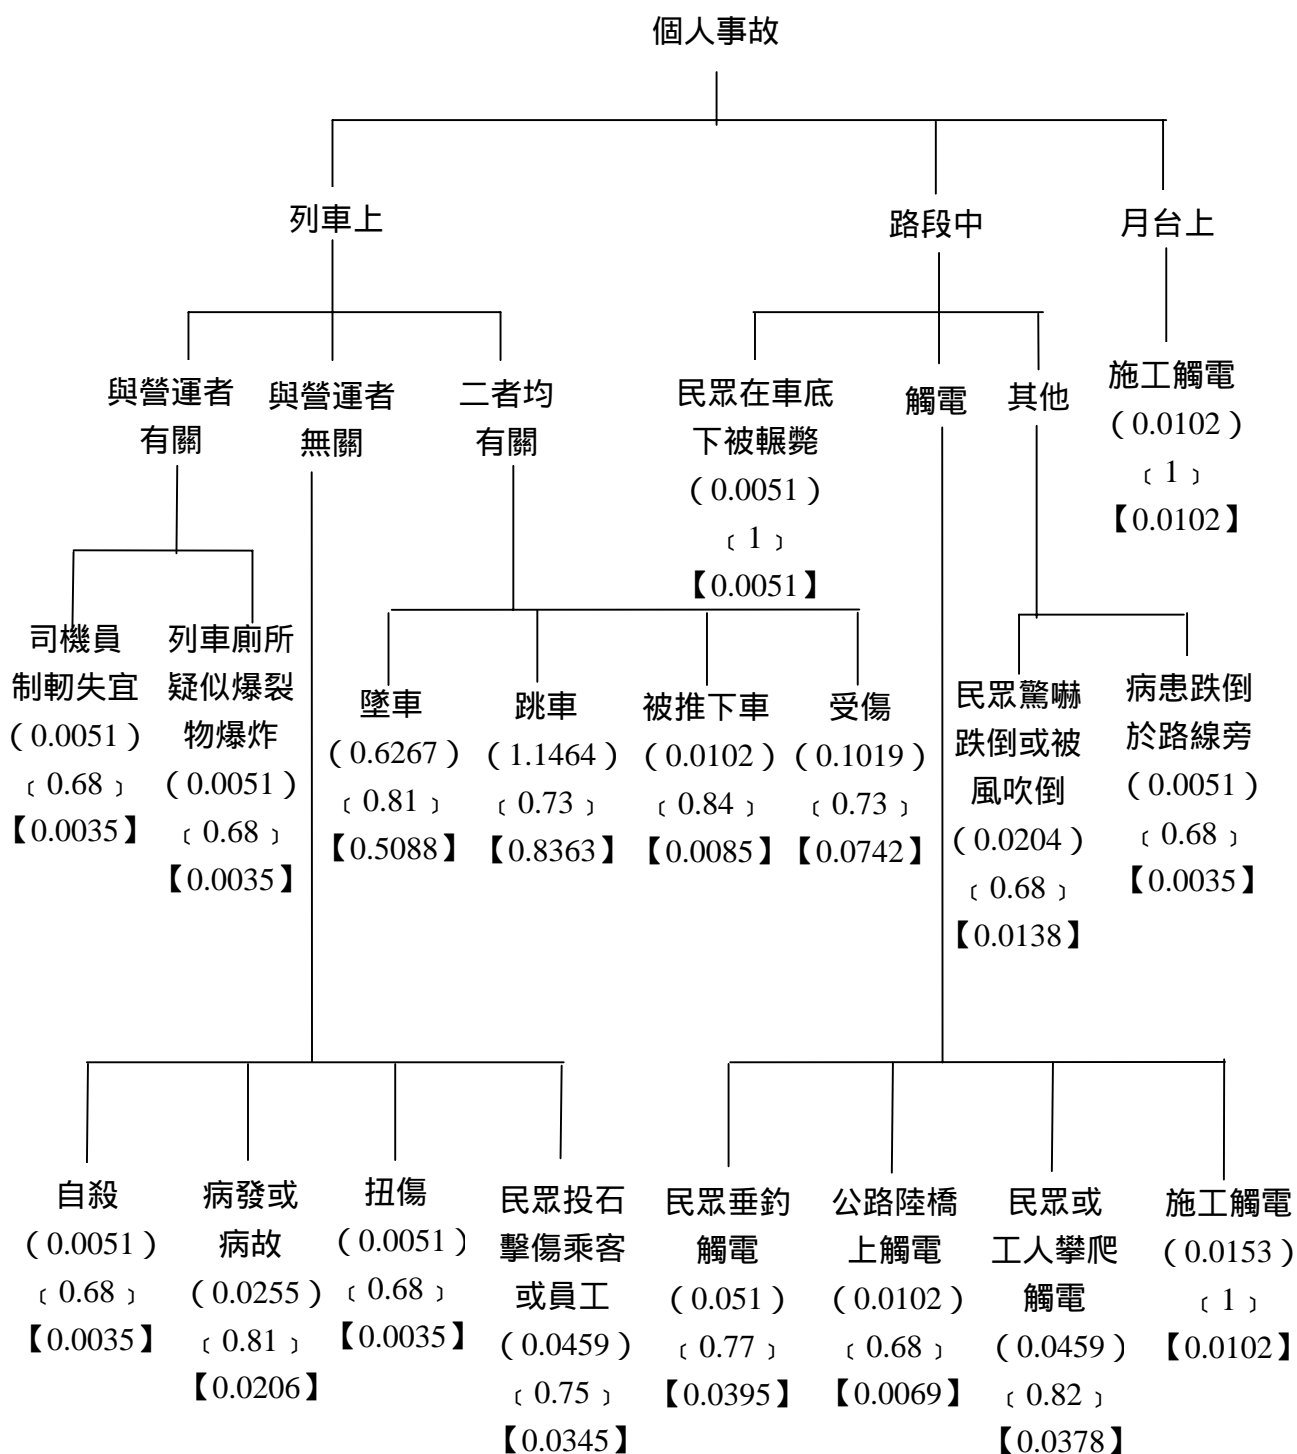 個人事故
列車上
路段中
月台上
與營運者
有關
與營運者
無關
二者均
有關
民眾在車底
下被輾斃
(0.0051)
﹝1﹞
【0.0051】
觸電
其他
施工觸電
(0.0102)
﹝1﹞
【0.0102】
司機員
制軔失宜
(0.0051)
﹝0.68﹞
【0.0035】
列車廁所
疑似爆裂
物爆炸
(0.0051)
﹝0.68﹞
【0.0035】
墜車
(0.6267)
﹝0.81﹞
【0.5088】
跳車
(1.1464)
﹝0.73﹞
【0.8363】
被推下車
(0.0102)
﹝0.84﹞
【0.0085】
受傷
(0.1019)
﹝0.73﹞
【0.0742】
民眾驚嚇
跌倒或被
風吹倒
(0.0204)
﹝0.68﹞
【0.0138】
病患跌倒
於路線旁
(0.0051)
﹝0.68﹞
【0.0035】
自殺
(0.0051)
﹝0.68﹞
【0.0035】
病發或
病故
(0.0255)
﹝0.81﹞
【0.0206】
扭傷
(0.0051)
﹝0.68﹞
【0.0035】
民眾投石
擊傷乘客
或員工
(0.0459)
﹝0.75﹞
【0.0345】
民眾垂釣
觸電
(0.051)
﹝0.77﹞
【0.0395】
公路陸橋
上觸電
(0.0102)
﹝0.68﹞
【0.0069】
民眾或
工人攀爬
觸電
(0.0459)
﹝0.82﹞
【0.0378】
施工觸電
(0.0153)
﹝1﹞
【0.0102】